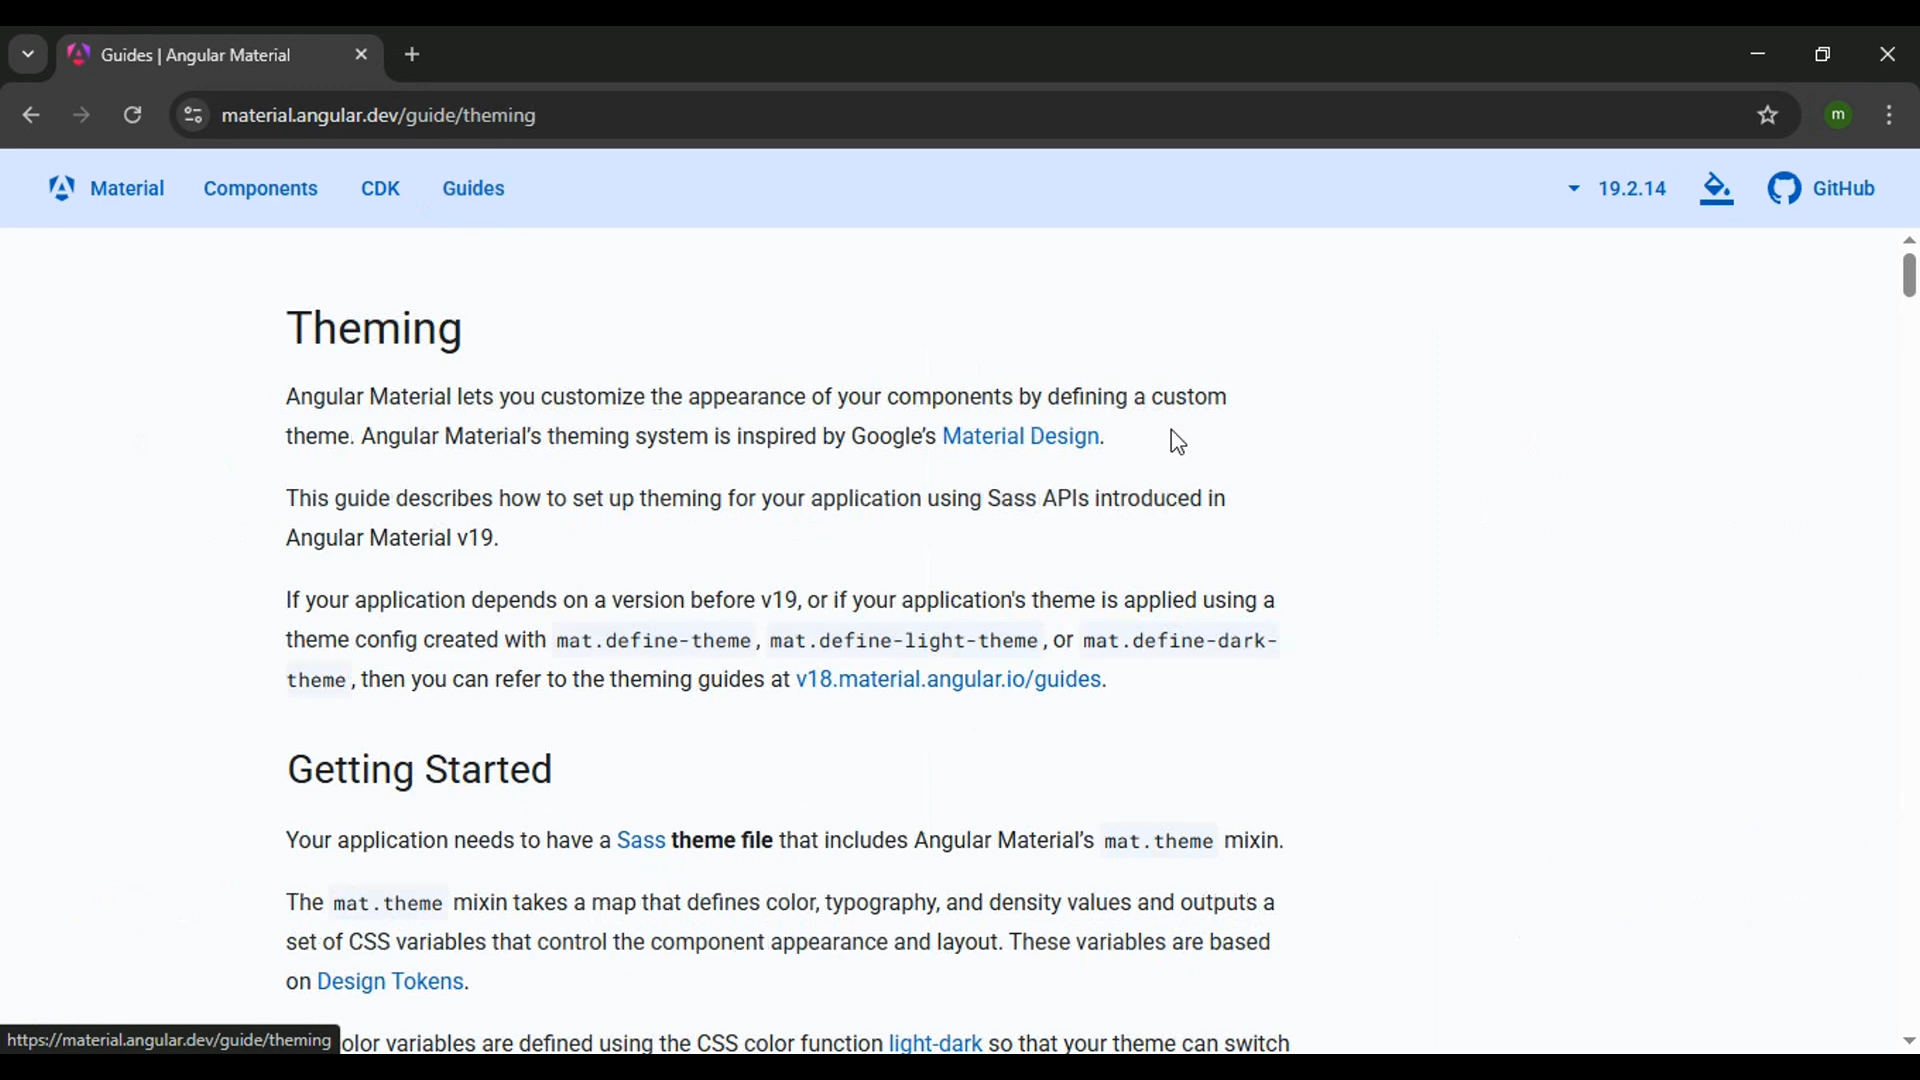 Guides | Angular Material
material.angular.dev/guide/theming
m
Material Components CDK Guides 19.2.14 GitHub
Theming
Angular Material lets you customize the appearance of your components by defining a custom
theme. Angular Material’s theming system is inspired by Google’s Material Design.
This guide describes how to set up theming for your application using Sass APIs introduced in
Angular Material v19.
If your application depends on a version before v19, or if your application's theme is applied using a
theme config created with mat.define-theme, mat.define-light-theme, or mat.define-dark-
theme, then you can refer to the theming guides at v18.material.angular.io/guides.
Getting Started
Your application needs to have a Sass theme file that includes Angular Material’s mat.theme mixin.
The mat.theme mixin takes a map that defines color, typography, and density values and outputs a
set of CSS variables that control the component appearance and layout. These variables are based
on Design Tokens.
https://material.angular.dev/guide/theming
olor variables are defined using the CSS color function light-dark so that your theme can switch